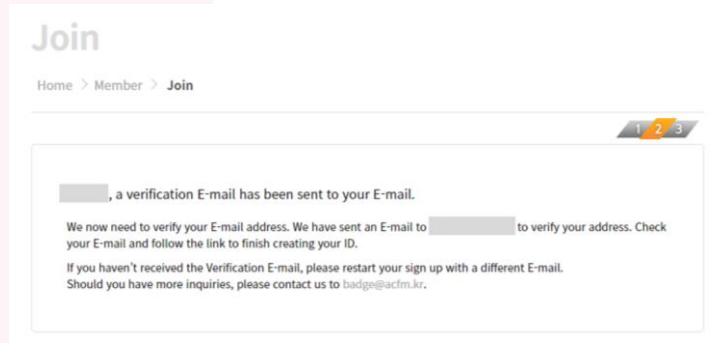 Join
Home > Member > Join
1 2 3
, a verification E-mail has been sent to your E-mail.
We now need to verify your E-mail address. We have sent an E-mail to to verify your address. Check
your E-mail and follow the link to finish creating your ID.
If you haven't received the Verification E-mail, please restart your sign up with a different E-mail.
Should you have more inquiries, please contact us to badge@acfm.kr.